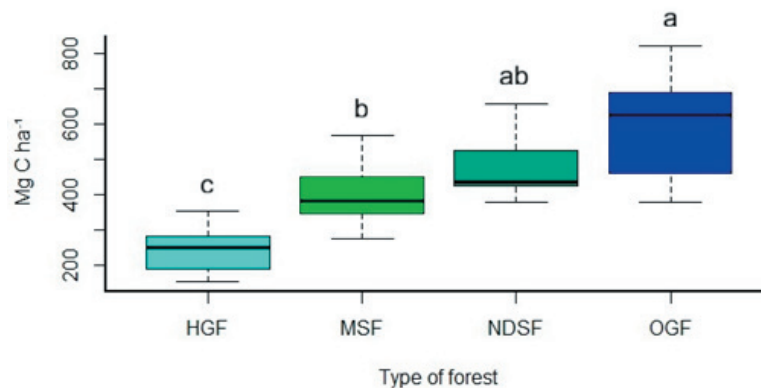 a
ab
b
c
800
600
400
200
Mg C ha⁻¹
HGF MSF NDSF OGF
Type of forest